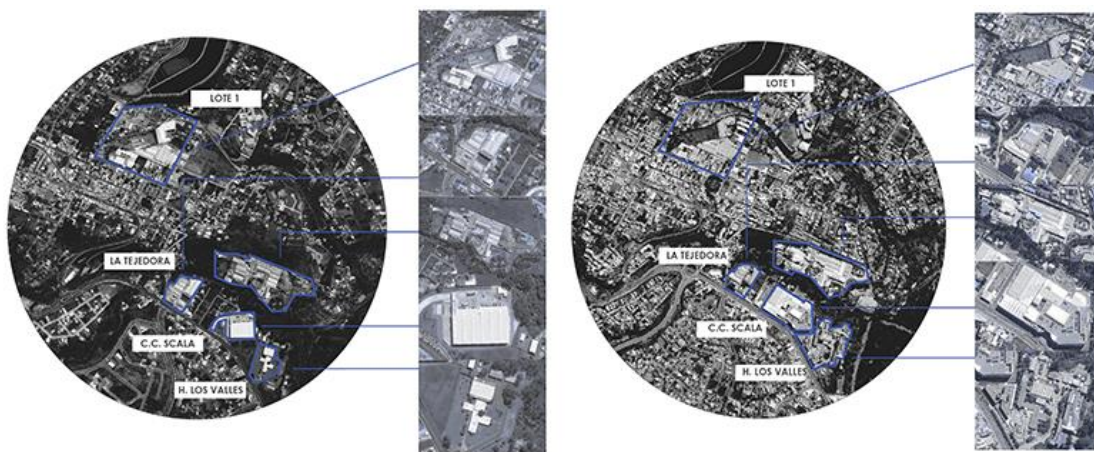 LOTE 1
LA TEJEDORA
C.C. SCALA
H. LOS VALLES
LOTE 1
LA TEJEDORA
C.C. SCALA
H. LOS VALLES